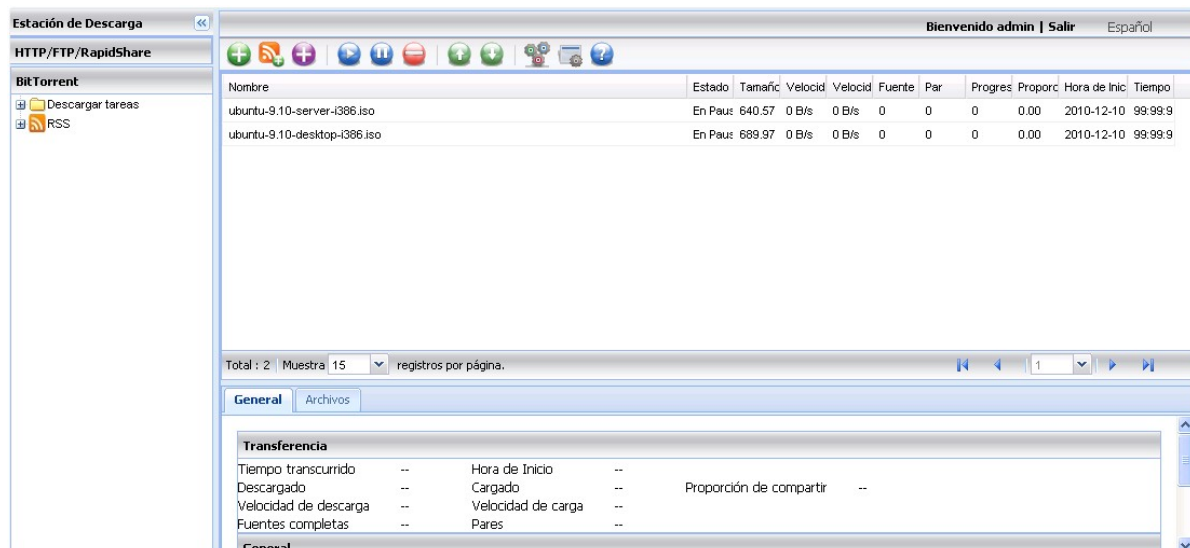 Estación de Descarga
Bienvenido admin | Salir Español
HTTP/FTP/RapidShare
BitTorrent
Descargar tareas
RSS
Nombre Estado Tamañc Velocid Velocid Fuente Par Progres Proporc Hora de Inic Tiempo
ubuntu-9.10-server-i386.iso En Paus 640.57 0 B/s 0 B/s 0 0 0 0.00 2010-12-10 99:99:9
ubuntu-9.10-desktop-i386.iso En Paus 689.97 0 B/s 0 B/s 0 0 0 0.00 2010-12-10 99:99:9
Total : 2 Muestra 15 registros por página. 1
General Archivos
Transferencia
Tiempo transcurrido -- Hora de Inicio --
Descargado -- Cargado -- Proporción de compartir --
Velocidad de descarga -- Velocidad de carga --
Fuentes completas -- Pares --
General